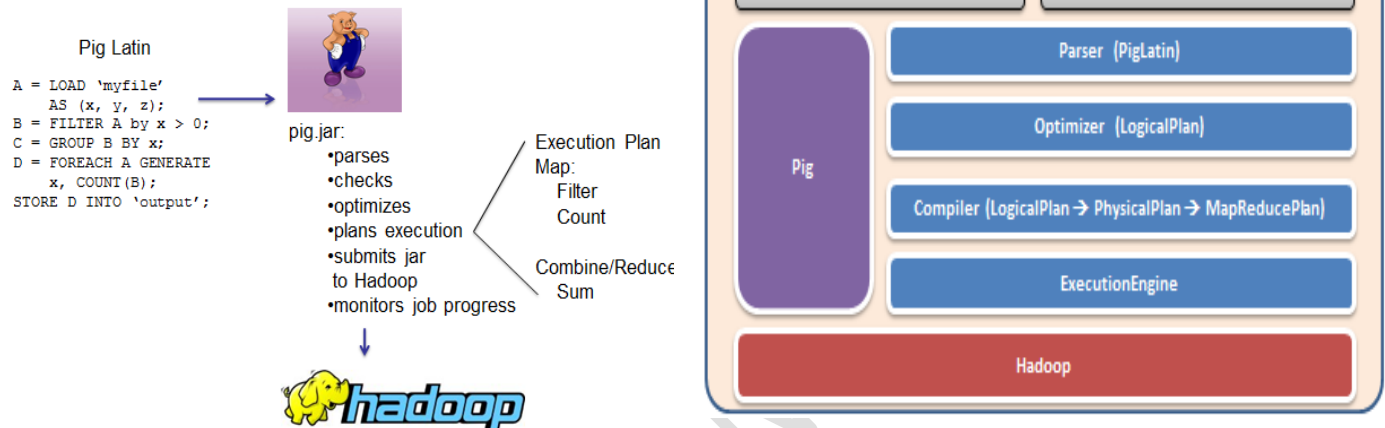 Pig Latin
A = LOAD ‘myfile’
AS (x, y, z);
B = FILTER A by x > 0;
C = GROUP B BY x;
D = FOREACH A GENERATE
x, COUNT(B);
STORE D INTO ‘output’;
pig.jar:
•parses
•checks
•optimizes
•plans execution
•submits jar
to Hadoop
•monitors job progress
Execution Plan
Map:
Filter
Count
Combine/Reduce
Sum
hadoop
Pig
Parser (PigLatin)
Optimizer (LogicalPlan)
Compiler (LogicalPlan → PhysicalPlan → MapReducePlan)
ExecutionEngine
Hadoop